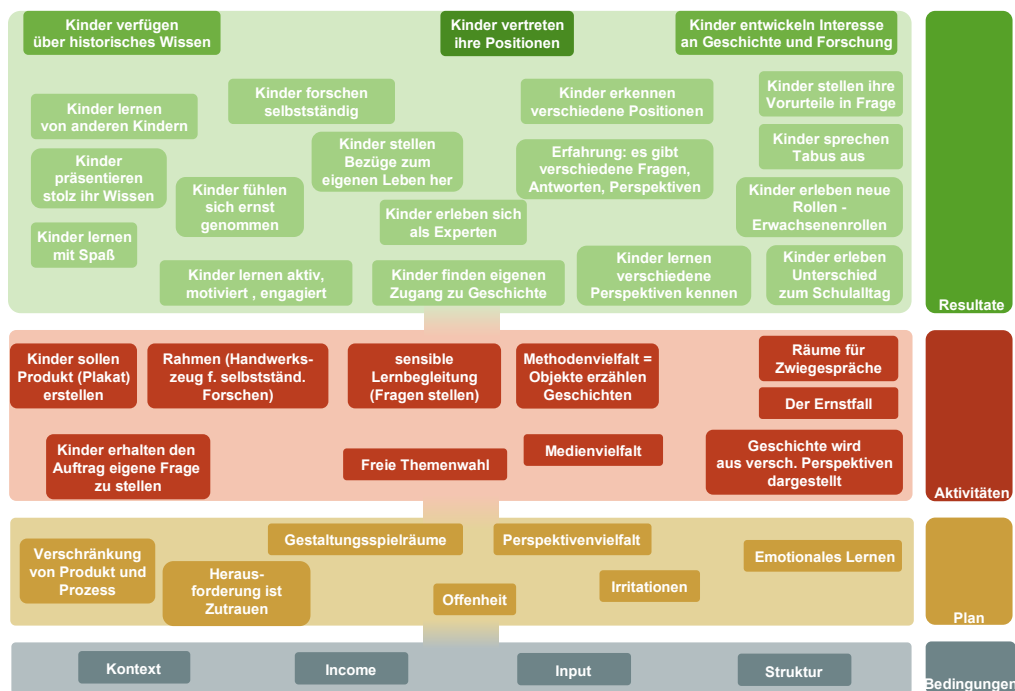 Kinder verfügen
über historisches Wissen
Kinder vertreten
ihre Positionen
Kinder entwickeln Interesse
an Geschichte und Forschung
Kinder lernen
von anderen Kindern
Kinder forschen
selbstständig
Kinder erkennen
verschiedene Positionen
Kinder stellen ihre
Vorurteile in Frage
Kinder
präsentieren
stolz ihr Wissen
Kinder fühlen
sich ernst
genommen
Kinder stellen
Bezüge zum
eigenen Leben her
Erfahrung: es gibt
verschiedene Fragen,
Antworten, Perspektiven
Kinder sprechen
Tabus aus
Kinder erleben sich
als Experten
Kinder erleben neue
Rollen -
Erwachsenenrollen
Kinder lernen
mit Spaß
Kinder lernen aktiv,
motiviert , engagiert
Kinder finden eigenen
Zugang zu Geschichte
Kinder lernen
verschiedene
Perspektiven kennen
Kinder erleben
Unterschied
zum Schulalltag
Resultate
Kinder sollen
Produkt (Plakat)
erstellen
Rahmen (Handwerks-
zeug f. selbstständ.
Forschen)
sensible
Lernbegleitung
(Fragen stellen)
Methodenvielfalt =
Objekte erzählen
Geschichten
Räume für
Zwiegespräche
Der Ernstfall
Kinder erhalten den
Auftrag eigene Frage
zu stellen
Freie Themenwahl
Medienvielfalt
Geschichte wird
aus versch. Perspektiven
dargestellt
Aktivitäten
Verschränkung
von Produkt und
Prozess
Heraus-
forderung ist
Zutrauen
Gestaltungsspielräume
Offenheit
Perspektivenvielfalt
Irritationen
Emotionales Lernen
Plan
Kontext
Income
Input
Struktur
Bedingungen